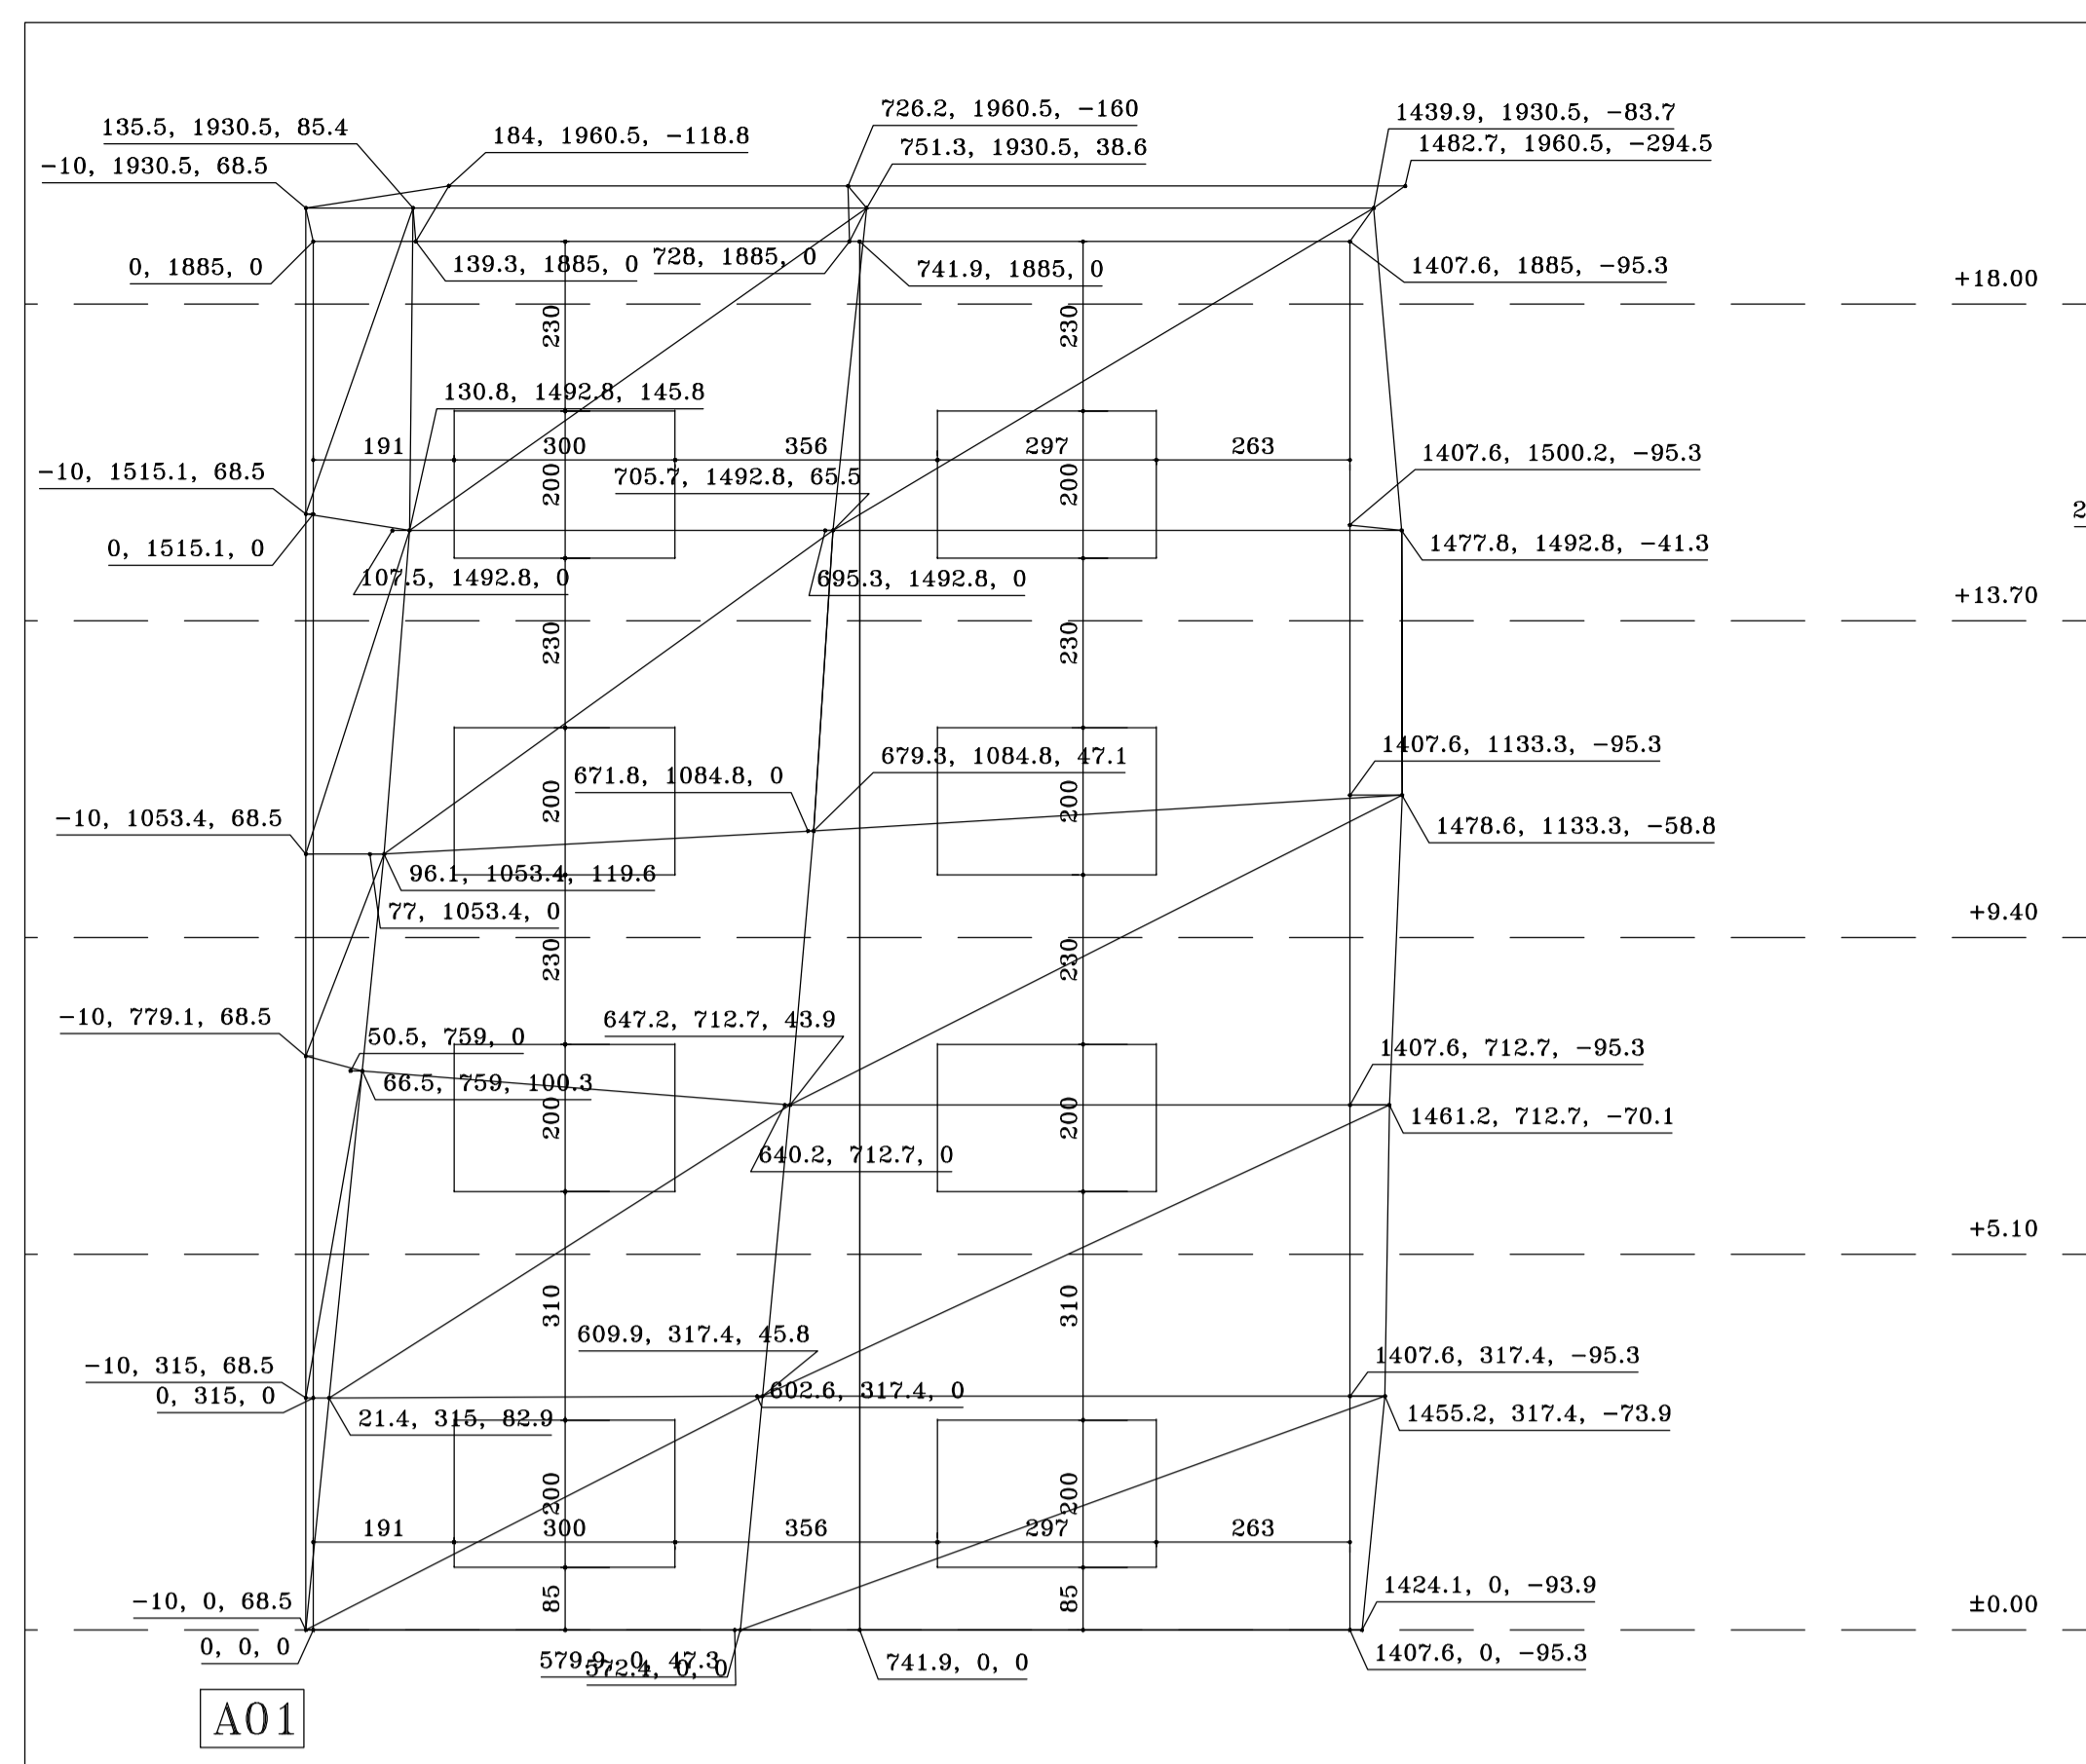 726.2, 1960.5, −160
1439.9, 1930.5, −83.7
135.5, 1930.5, 85.4
184, 1960.5, −118.8
751.3, 1930.5, 38.6
1482.7, 1960.5, −294.5
−10, 1930.5, 68.5
0, 1885, 0
139.3, 1885, 0
728, 1885, 0
741.9, 1885, 0
1407.6, 1885, −95.3
+18.00
230
230
130.8, 1492.8, 145.8
191
300
356
297
263
1407.6, 1500.2, −95.3
−10, 1515.1, 68.5
200
705.7, 1492.8, 65.5
200
2
0, 1515.1, 0
1477.8, 1492.8, −41.3
107.5, 1492.8, 0
695.3, 1492.8, 0
+13.70
230
230
679.3, 1084.8, 47.1
1407.6, 1133.3, −95.3
671.8, 1084.8, 0
200
200
−10, 1053.4, 68.5
1478.6, 1133.3, −58.8
96.1, 1053.4, 119.6
77, 1053.4, 0
+9.40
230
230
−10, 779.1, 68.5
50.5, 759, 0
647.2, 712.7, 43.9
1407.6, 712.7, −95.3
66.5, 759, 100.3
200
200
1461.2, 712.7, −70.1
640.2, 712.7, 0
+5.10
310
310
609.9, 317.4, 45.8
−10, 315, 68.5
1407.6, 317.4, −95.3
0, 315, 0
602.6, 317.4, 0
21.4, 315, 82.9
1455.2, 317.4, −73.9
200
200
191
300
356
297
263
−10, 0, 68.5
85
85
1424.1, 0, −93.9
±0.00
0, 0, 0
579.9, 0, 47.3
572.4, 0, 0
741.9, 0, 0
1407.6, 0, −95.3
A01